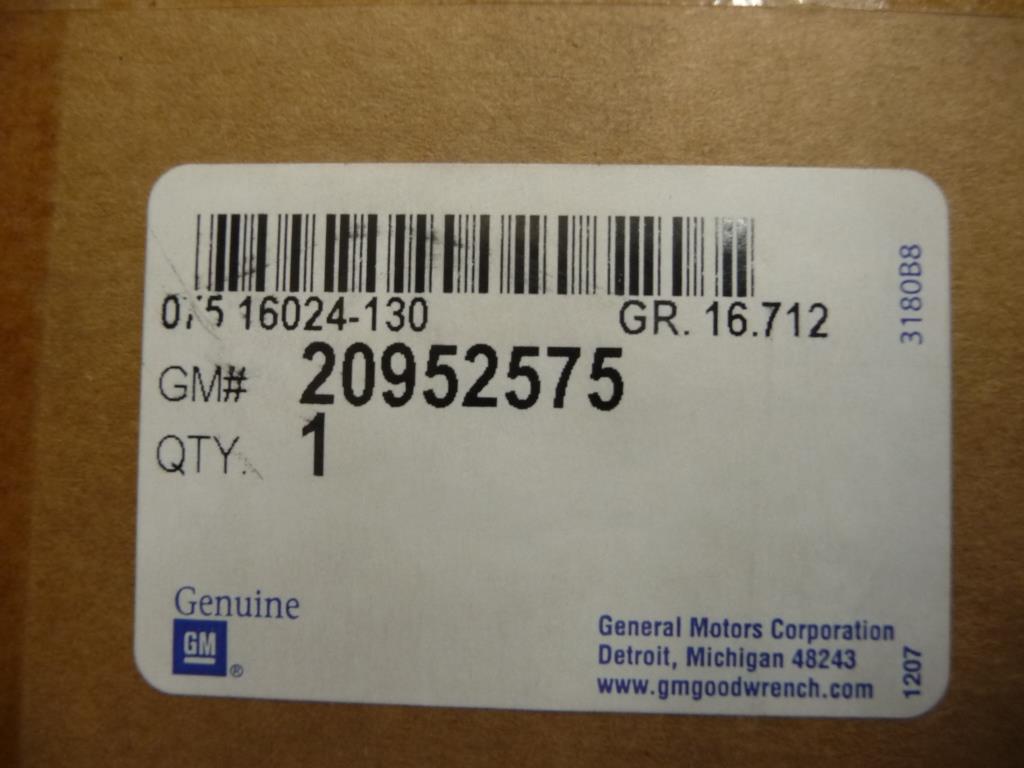 16024-130 GR. 16.712
GM# 20952575
QTY. 1
3180B8
Genuine
GM®
General Motors Corporation
Detroit, Michigan 48243
www.gmgoodwrench.com
1207